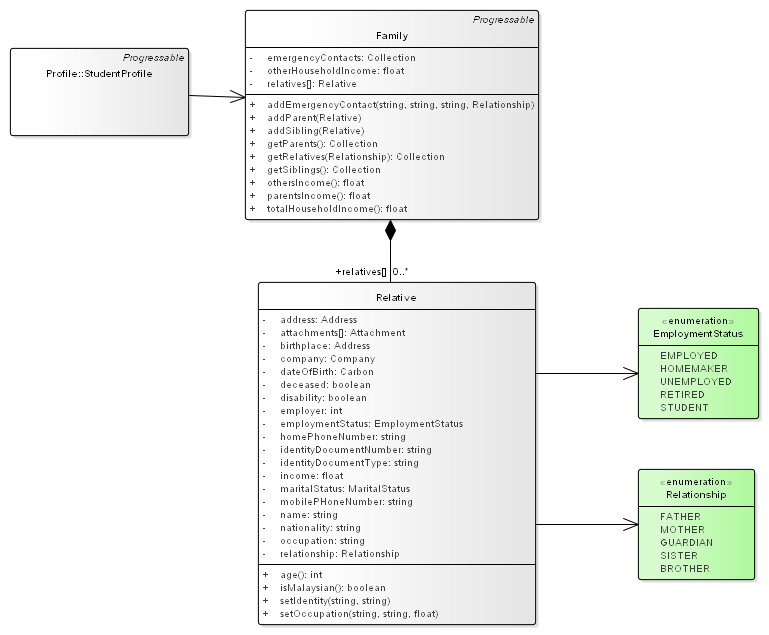 Progressable
Profile::StudentProfile
Progressable
Family
- emergencyContacts: Collection
- otherHouseholdIncome: float
- relatives[]: Relative
+ addEmergencyContact(string, string, string, Relationship)
+ addParent(Relative)
+ addSibling(Relative)
+ getParents(): Collection
+ getRelatives(Relationship): Collection
+ getSiblings(): Collection
+ othersIncome(): float
+ parentsIncome(): float
+ totalHouseholdIncome(): float
+relatives[] 0..*
Relative
- address: Address
- attachments[]: Attachment
- birthplace: Address
- company: Company
- dateOfBirth: Carbon
- deceased: boolean
- disability: boolean
- employer: int
- employmentStatus: EmploymentStatus
- homePhoneNumber: string
- identityDocumentNumber: string
- identityDocumentType: string
- income: float
- maritalStatus: MaritalStatus
- mobilePHoneNumber: string
- name: string
- nationality: string
- occupation: string
- relationship: Relationship
+ age(): int
+ isMalaysian(): boolean
+ setIdentity(string, string)
+ setOccupation(string, string, float)
«enumeration»
EmploymentStatus
EMPLOYED
HOMEMAKER
UNEMPLOYED
RETIRED
STUDENT
«enumeration»
Relationship
FATHER
MOTHER
GUARDIAN
SISTER
BROTHER